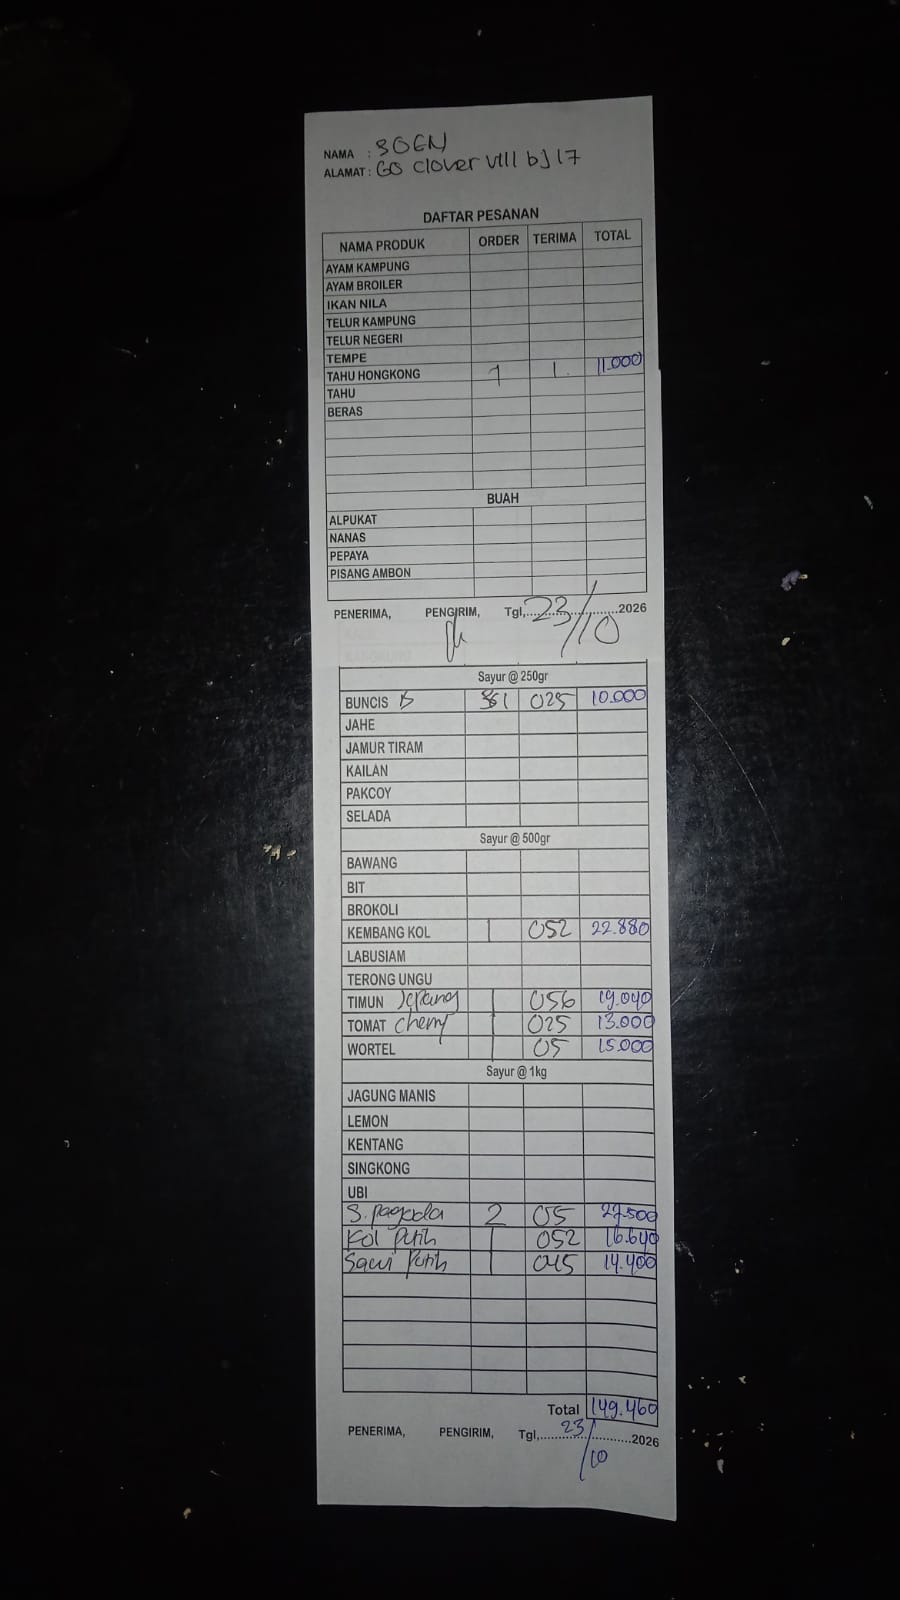 NAMA : SOEN
ALAMAT : GO Clover VIII bj 17
DAFTAR PESANAN
NAMA PRODUK ORDER TERIMA TOTAL
AYAM KAMPUNG
AYAM BROILER
IKAN NILA
TELUR KAMPUNG
TELUR NEGERI
TEMPE
TAHU HONGKONG 1 1. 11.000
TAHU
BERAS
BUAH
ALPUKAT
NANAS
PEPAYA
PISANG AMBON
PENERIMA, PENGIRIM, Tgl,...23/10...2026
Sayur @ 250gr
BUNCIS B 1 025 10.000
JAHE
JAMUR TIRAM
KAILAN
PAKCOY
SELADA
Sayur @ 500gr
BAWANG
BIT
BROKOLI
KEMBANG KOL 1 052 22.880
LABUSIAM
TERONG UNGU
TIMUN Jepang 1 056 19.040
TOMAT Cherry 1 025 13.000
WORTEL 1 05 15.000
Sayur @ 1kg
JAGUNG MANIS
LEMON
KENTANG
SINGKONG
UBI
S. pagoda 2 05 27.500
Kol Putih 1 052 16.640
Sawi Putih 1 045 14.400
Total 149.460
PENERIMA, PENGIRIM, Tgl,...23/10...2026